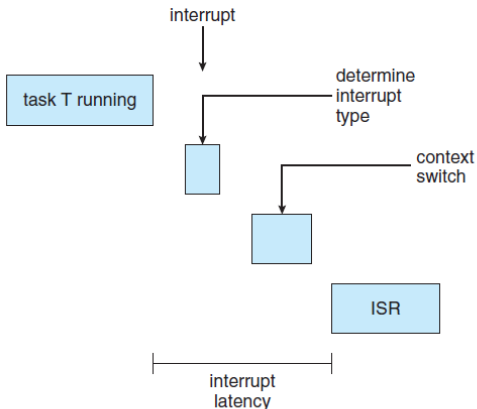 interrupt
task T running
determine
interrupt
type
context
switch
ISR
interrupt
latency